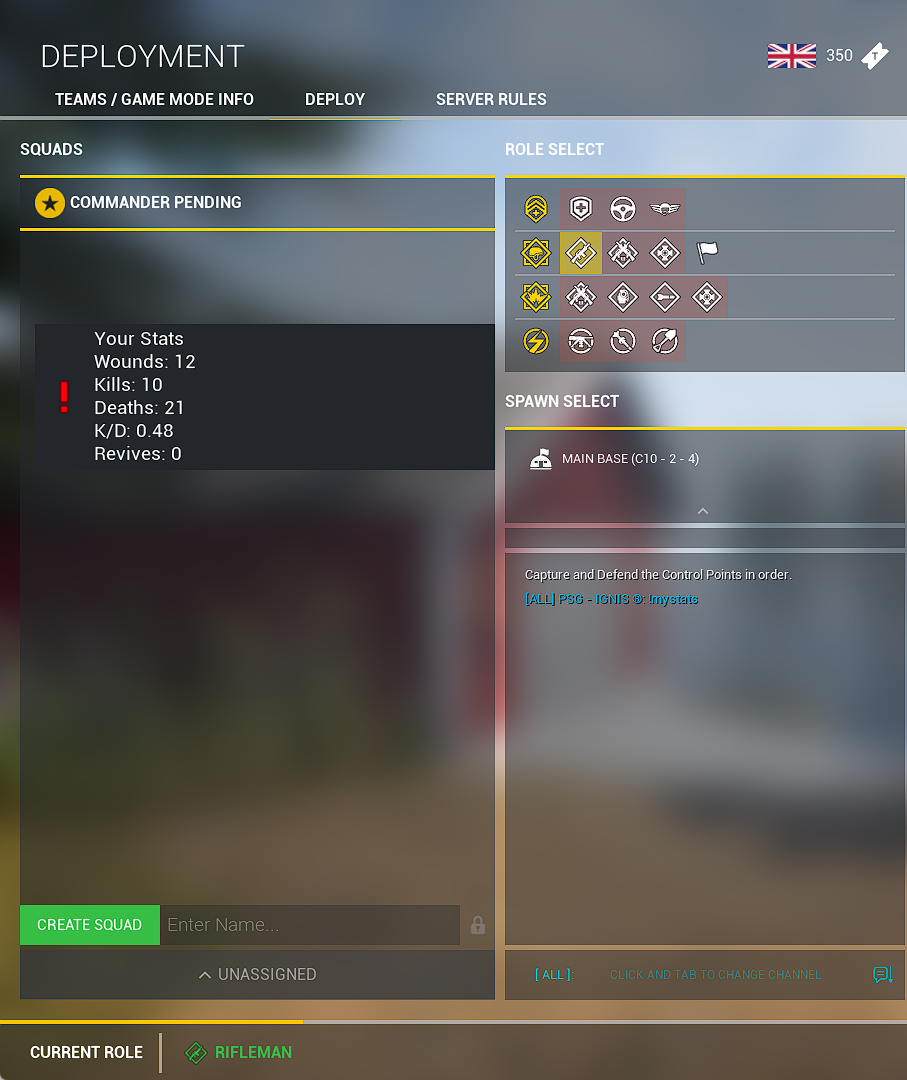 DEPLOYMENT
350
T
TEAMS / GAME MODE INFO
DEPLOY
SERVER RULES
SQUADS
COMMANDER PENDING
Your Stats
Wounds: 12
Kills: 10
Deaths: 21
K/D: 0.48
Revives: 0
CREATE SQUAD
Enter Name...
UNASSIGNED
ROLE SELECT
SPAWN SELECT
MAIN BASE (C10 - 2 - 4)
Capture and Defend the Control Points in order.
[ALL] PSG - IGNIS ®: !mystats
[ ALL ]:
CLICK AND TAB TO CHANGE CHANNEL
CURRENT ROLE
RIFLEMAN